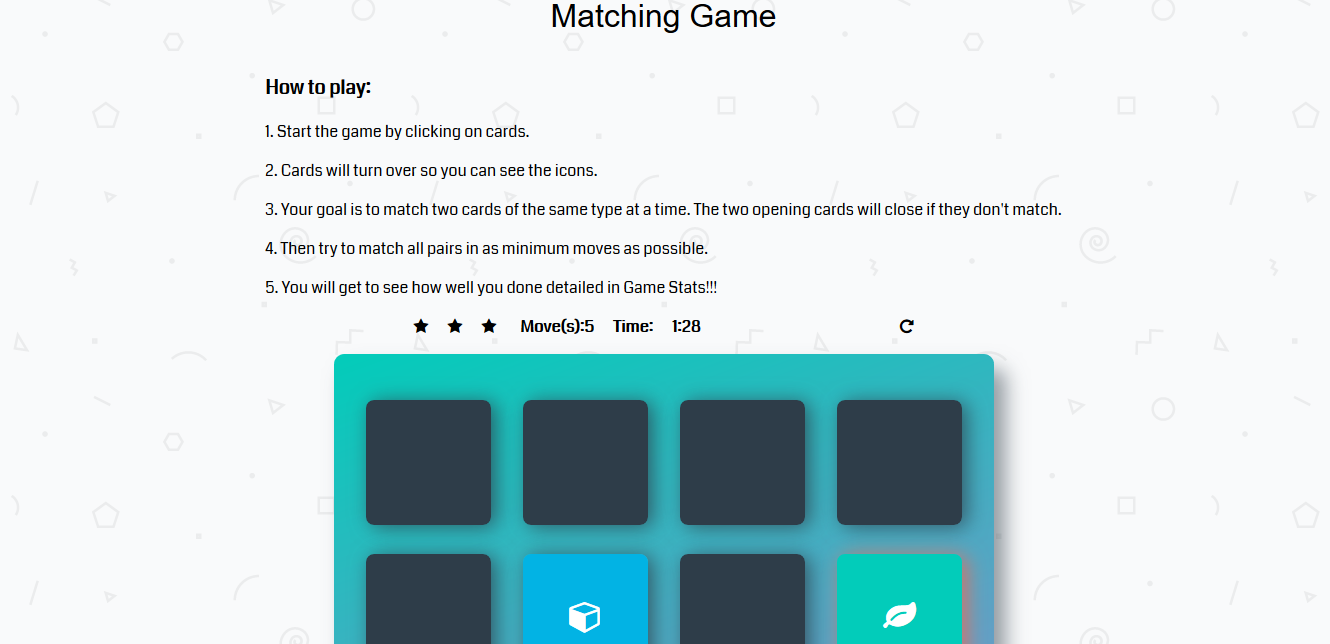 Matching Game
How to play:
1. Start the game by clicking on cards.
2. Cards will turn over so you can see the icons.
3. Your goal is to match two cards of the same type at a time. The two opening cards will close if they don't match.
4. Then try to match all pairs in as minimum moves as possible.
5. You will get to see how well you done detailed in Game Stats!!!
Move(s):5 Time: 1:28